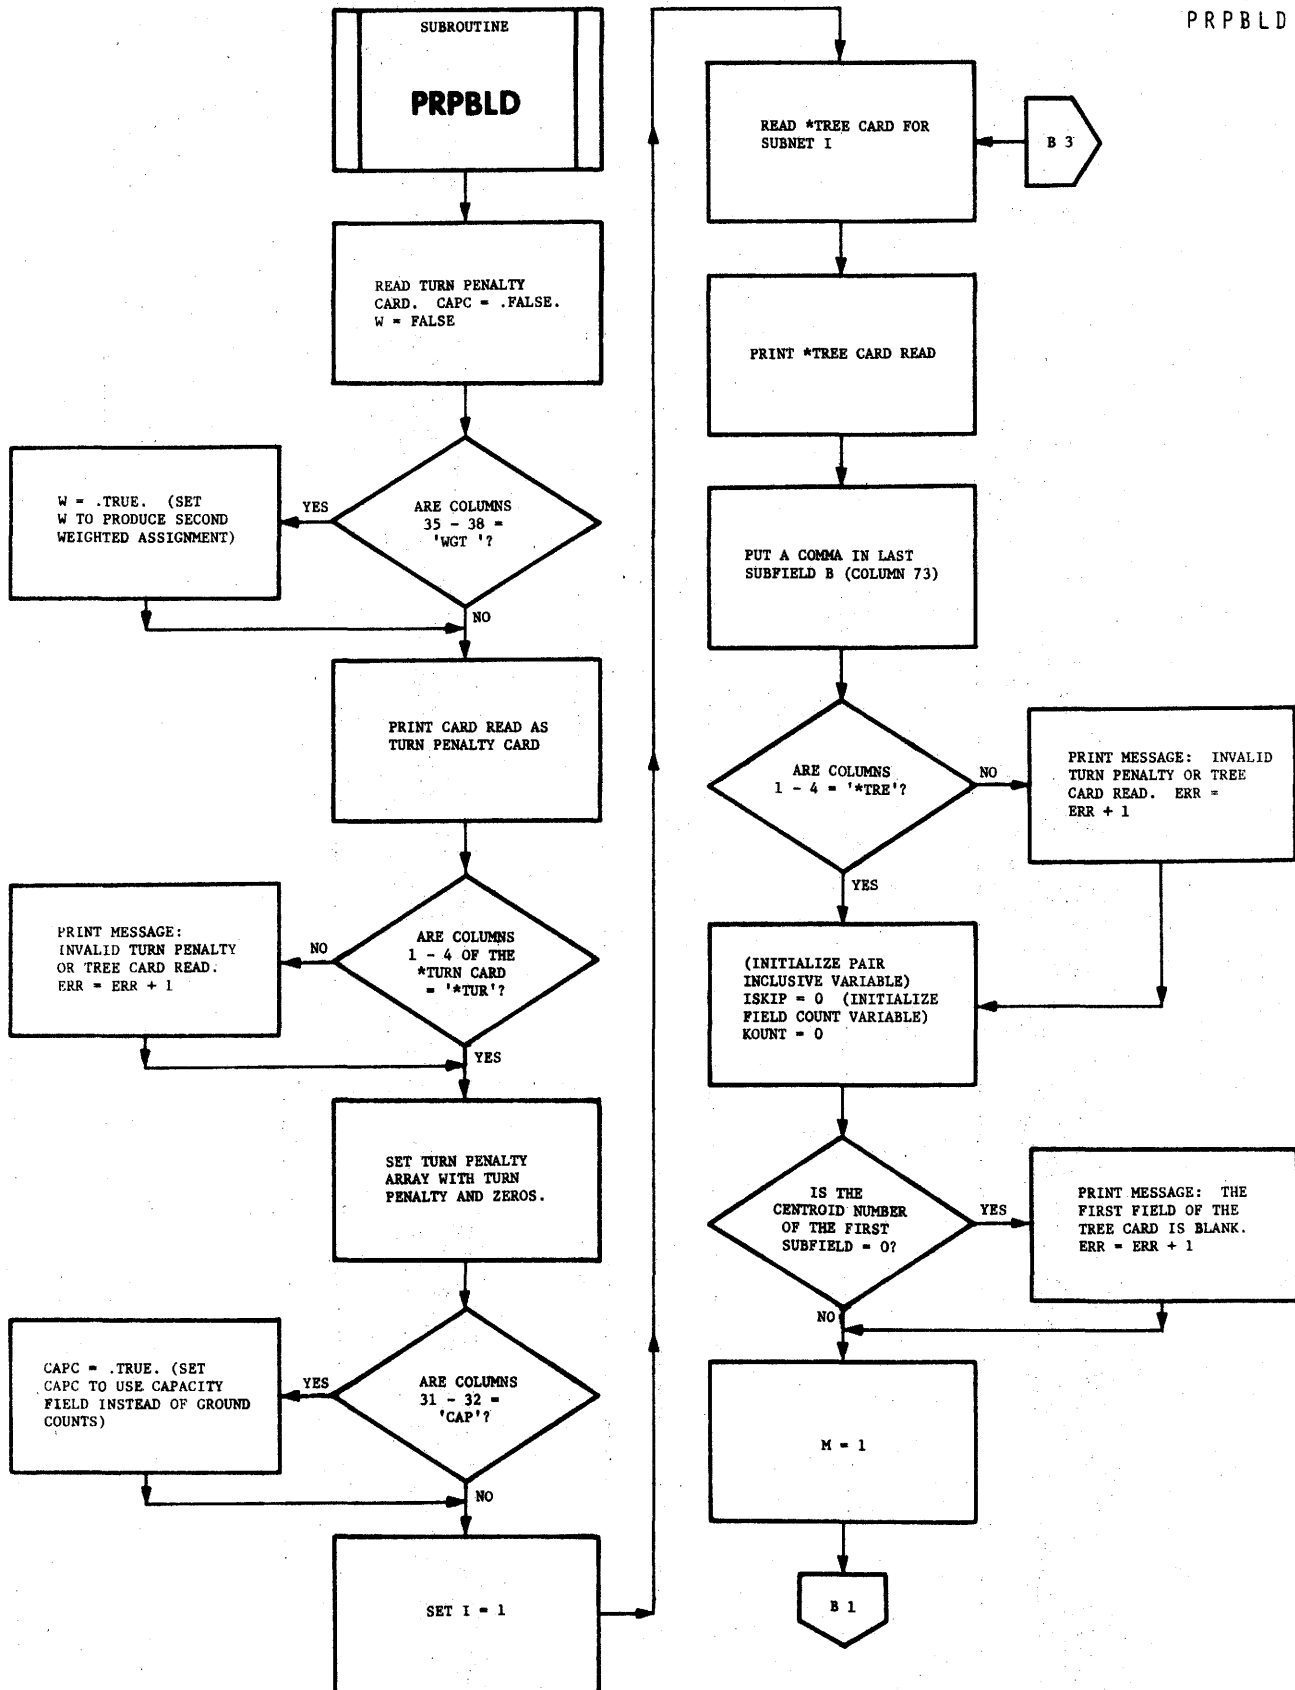 PRPBLD
SUBROUTINE
PRPBLD
READ TURN PENALTY
CARD. CAPC = .FALSE.
W = FALSE
ARE COLUMNS
35 - 38 =
'WGT '?
YES
W = .TRUE. (SET
W TO PRODUCE SECOND
WEIGHTED ASSIGNMENT)
NO
PRINT CARD READ AS
TURN PENALTY CARD
ARE COLUMNS
1 - 4 OF THE
*TURN CARD
= '*TUR'?
NO
PRINT MESSAGE:
INVALID TURN PENALTY
OR TREE CARD READ.
ERR = ERR + 1
YES
SET TURN PENALTY
ARRAY WITH TURN
PENALTY AND ZEROS.
ARE COLUMNS
31 - 32 =
'CAP'?
YES
CAPC = .TRUE. (SET
CAPC TO USE CAPACITY
FIELD INSTEAD OF GROUND
COUNTS)
NO
SET I = 1
READ *TREE CARD FOR
SUBNET I
B 3
PRINT *TREE CARD READ
PUT A COMMA IN LAST
SUBFIELD B (COLUMN 73)
ARE COLUMNS
1 - 4 = '*TRE'?
NO
PRINT MESSAGE: INVALID
TURN PENALTY OR TREE
CARD READ. ERR =
ERR + 1
YES
(INITIALIZE PAIR
INCLUSIVE VARIABLE)
ISKIP = 0 (INITIALIZE
FIELD COUNT VARIABLE)
KOUNT = 0
IS THE
CENTROID NUMBER
OF THE FIRST
SUBFIELD = 0?
YES
PRINT MESSAGE: THE
FIRST FIELD OF THE
TREE CARD IS BLANK.
ERR = ERR + 1
NO
M = 1
B 1